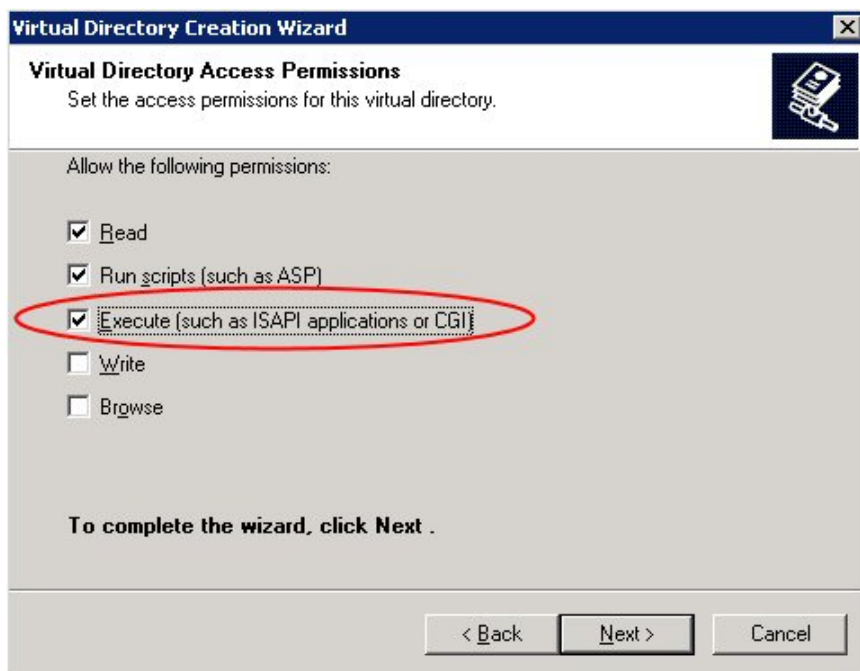 Virtual Directory Creation Wizard
Virtual Directory Access Permissions
Set the access permissions for this virtual directory.
Allow the following permissions:
Read
Run scripts (such as ASP)
Execute (such as ISAPI applications or CGI)
Write
Browse
To complete the wizard, click Next .
< Back Next > Cancel